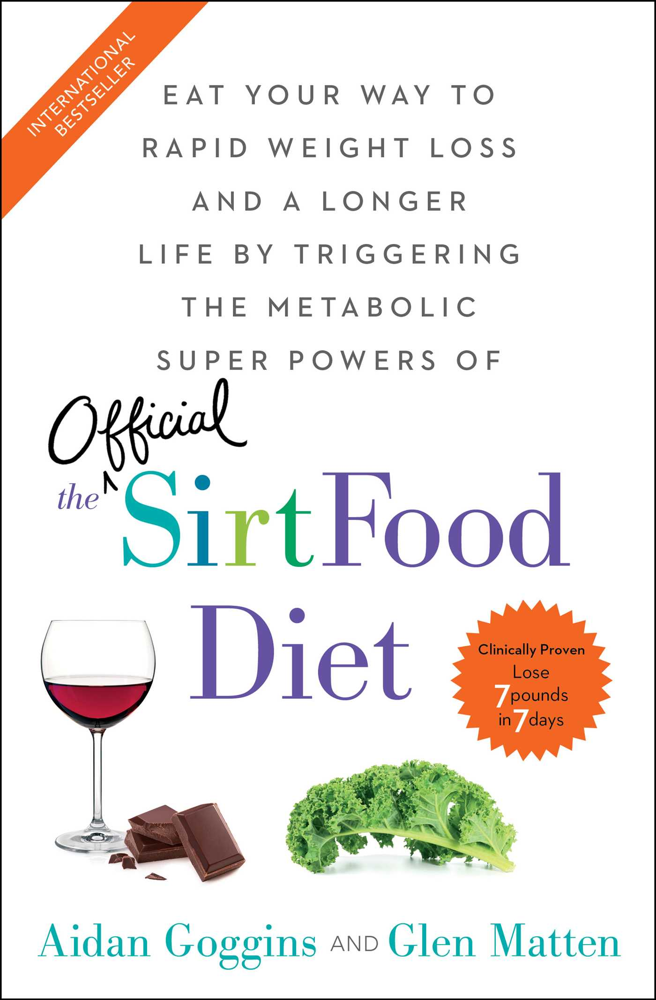 INTERNATIONAL
BESTSELLER
EAT YOUR WAY TO
RAPID WEIGHT LOSS
AND A LONGER
LIFE BY TRIGGERING
THE METABOLIC
SUPER POWERS OF
Official
the SirtFood
Diet
Clinically Proven
Lose
7 pounds
in 7 days
Aidan Goggins AND Glen Matten